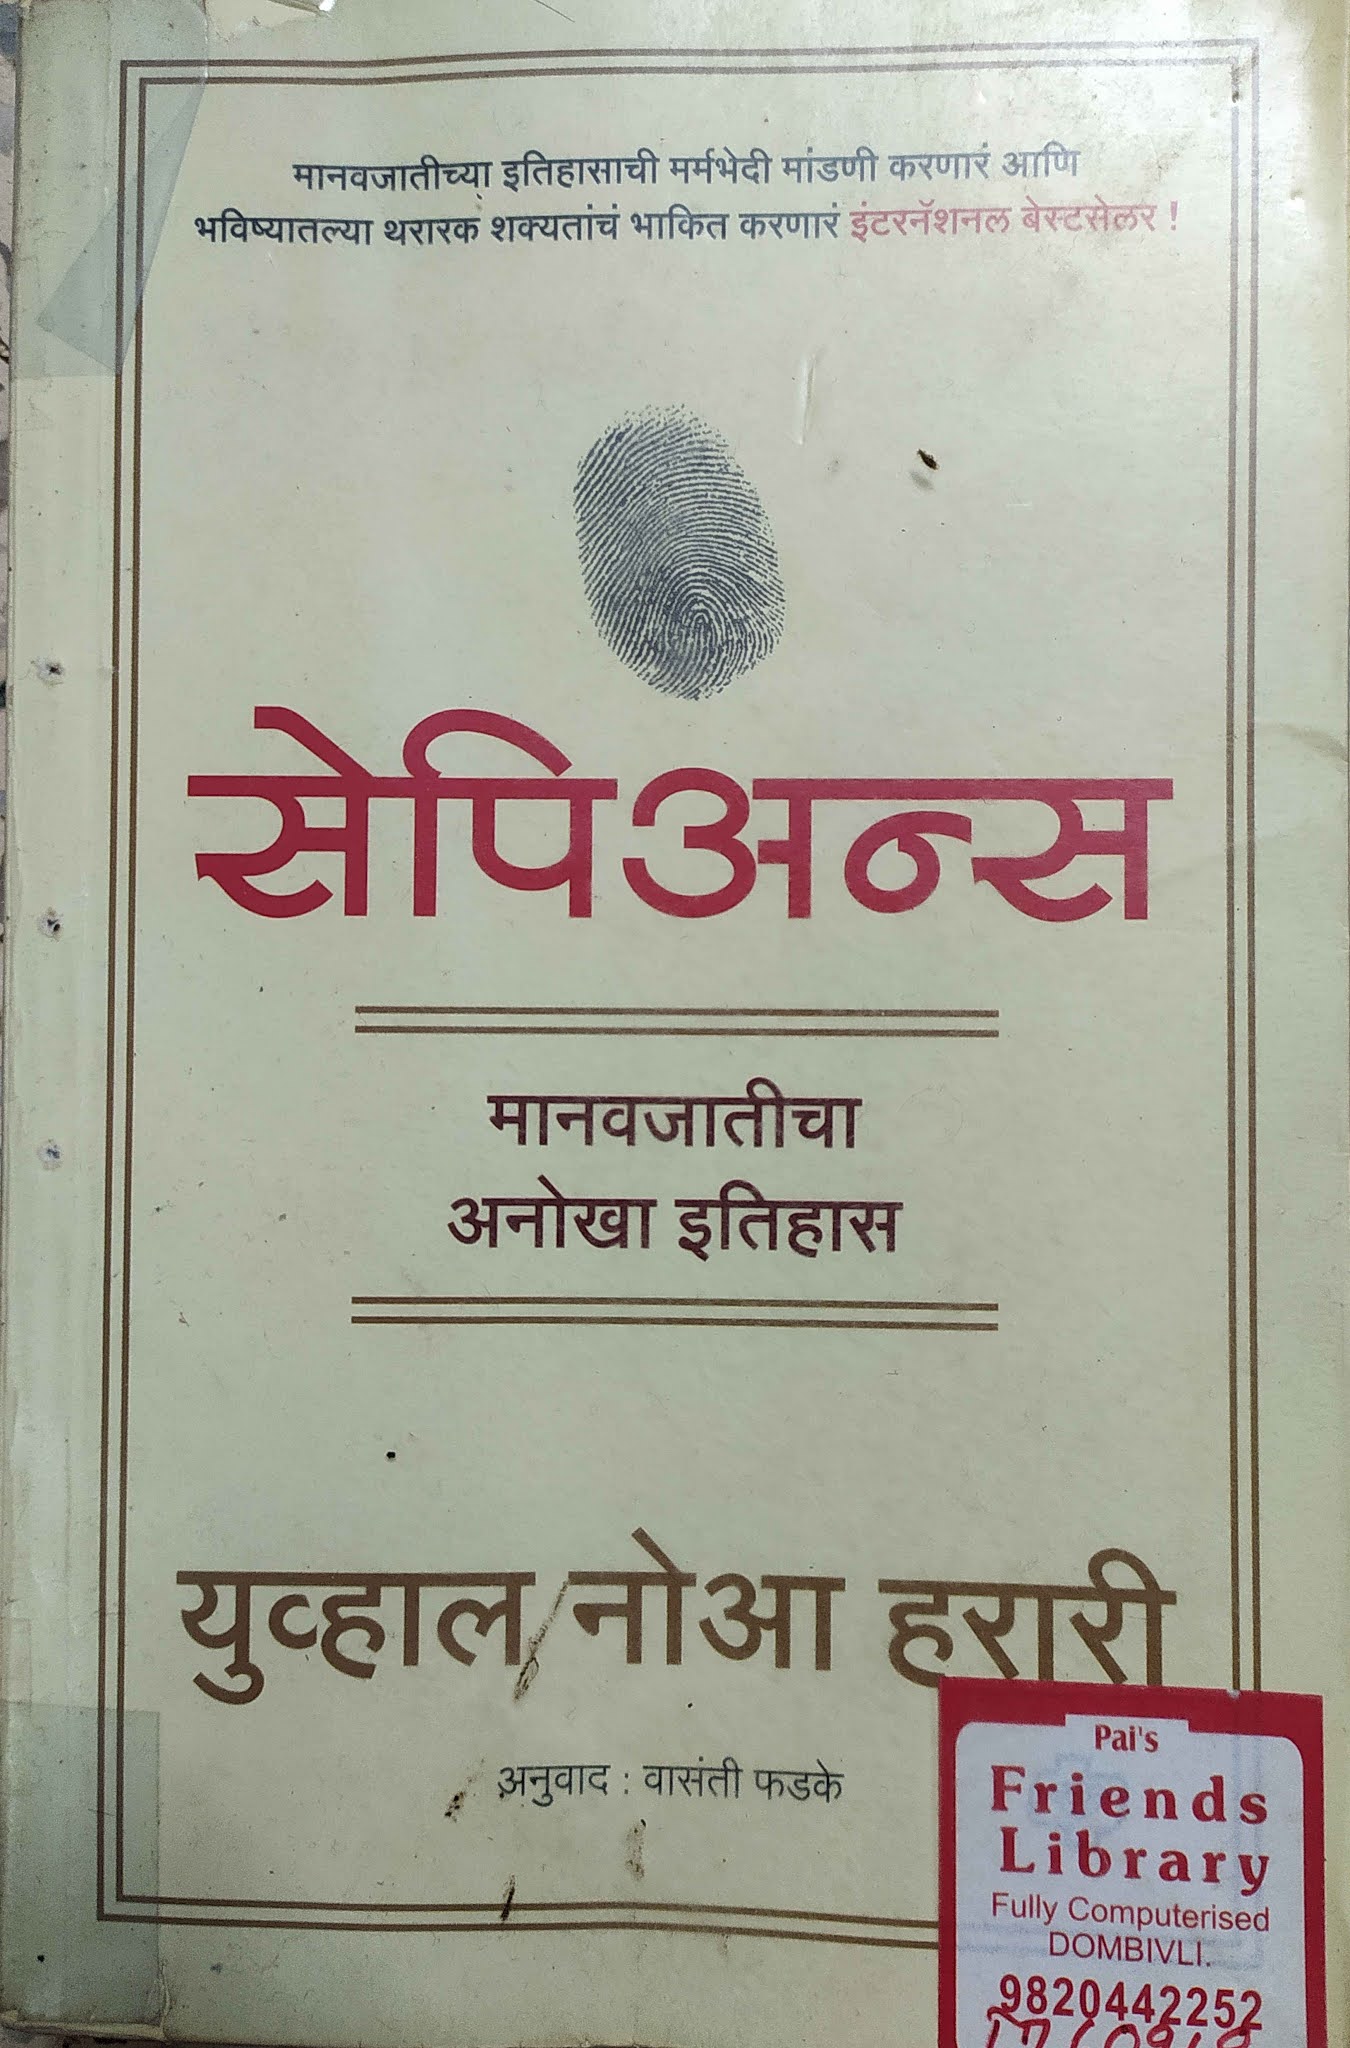 मानवजातीच्या इतिहासाची मर्मभेदी मांडणी करणारं आणि
भविष्यातल्या थरारक शक्यतांचं भाकित करणारं इंटरनॅशनल बेस्टसेलर !
सेपिअन्स
मानवजातीचा
अनोखा इतिहास
युव्हाल नोआ हरारी
अनुवाद : वासंती फडके
Pai's
Friends
Library
Fully Computerised
DOMBIVLI.
9820442252